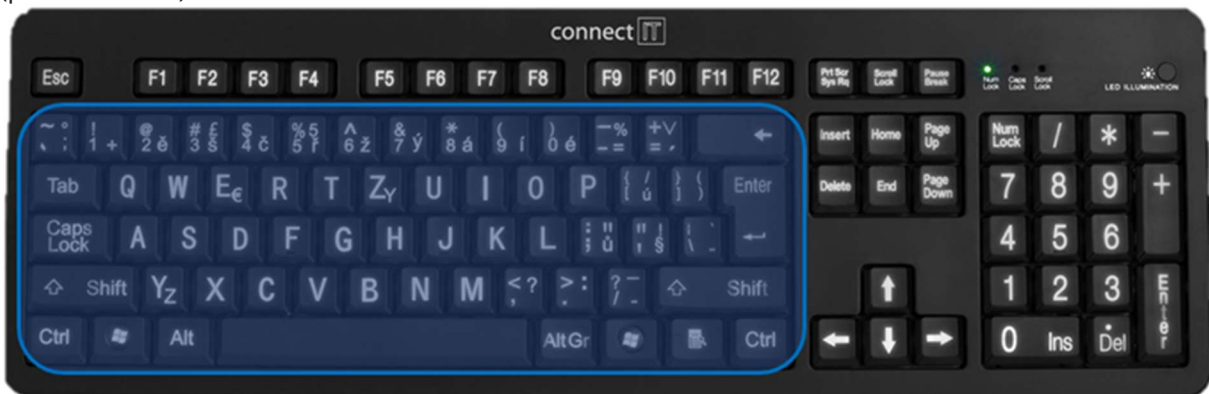 connect IT
Esc F1 F2 F3 F4 F5 F6 F7 F8 F9 F10 F11 F12 Prt Scr Sys Rq Scroll Lock Pause Break Num Lock Caps Lock Scroll Lock LED ILLUMINATION
~ ° ` ; ! 1 + @ 2 ě # £ 3 š $ 4 č % 5 5 ř ^ 6 ž & 7 ý * 8 á ( 9 í ) 0 é — % - = + = Insert Home Page Up Num Lock / * -
Tab Q W E € R T Z Y U I O P { / [ ú } ( ] ) Enter Delete End Page Down 7 8 9 +
Caps Lock A S D F G H J K L : " ; ů " ! ' § 4 5 6
Shift Y Z X C V B N M < ? , > : . ? _ / - Shift 1 2 3 Enter
Ctrl Alt AltGr Ctrl 0 Ins Del